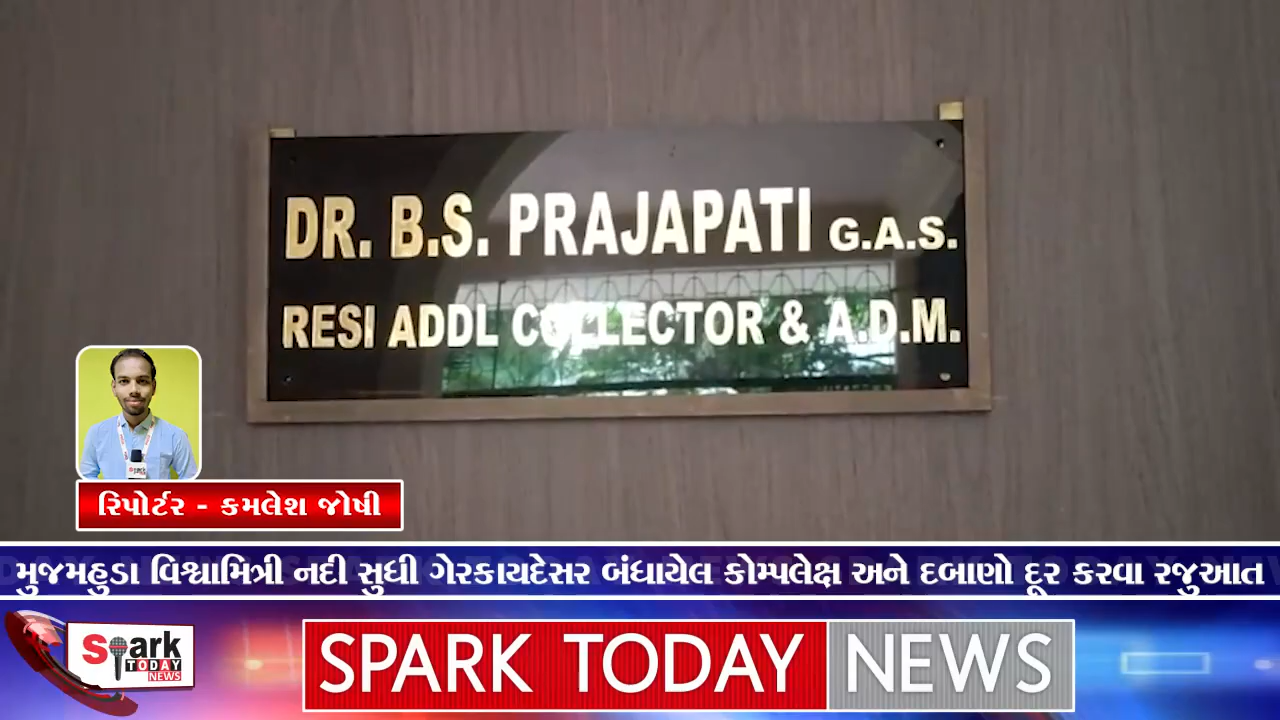 DR. B.S. PRAJAPATI G.A.S.
RESI ADDL COLLECTOR & A.D.M.
રિપોર્ટર - કમલેશ જોષી
મુજમહુડા વિશ્વામિત્રી નદી સુધી ગેરકાયદેસર બંધાયેલ કોમ્પલેક્ષ અને દબાણો દૂર કરવા રજુઆત
Spark
TODAY
NEWS
SPARK TODAY NEWS